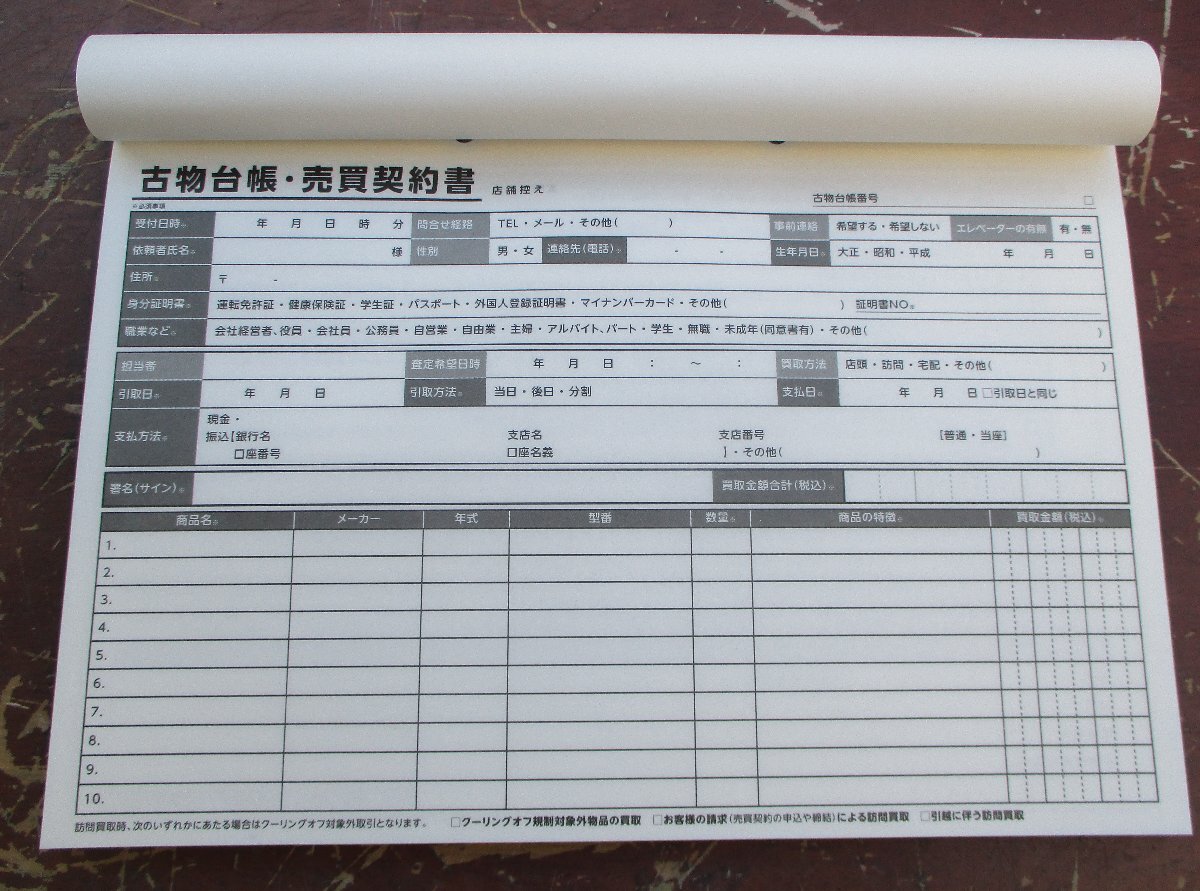 古物台帳・売買契約書 店舗控え
古物台帳番号 □
※必須事項
受付日時※ 年 月 日 時 分 問合せ経路 TEL・メール・その他( ) 事前連絡 希望する・希望しない エレベーターの有無 有・無
依頼者氏名※ 様 性別 男・女 連絡先(電話)※ - - 生年月日※ 大正・昭和・平成 年 月 日
住所※ 〒 -
身分証明書※ 運転免許証・健康保険証・学生証・パスポート・外国人登録証明書・マイナンバーカード・その他( ) 証明書NO※
職業など※ 会社経営者、役員・会社員・公務員・自営業・自由業・主婦・アルバイト、パート・学生・無職・未成年(同意書有)・その他( )
担当者 査定希望日時 年 月 日 : ～ : 買取方法 店頭・訪問・宅配・その他( )
引取日※ 年 月 日 引取方法※ 当日・後日・分割 支払日※ 年 月 日 □引取日と同じ
支払方法※ 現金・
振込【銀行名 支店名 支店番号 [普通・当座]
口座番号 口座名義 】・その他( )
署名(サイン)※ 買取金額合計(税込)※
商品名※ メーカー 年式 型番 数量※ 商品の特徴※ 買取金額(税込)※
1.
2.
3.
4.
5.
6.
7.
8.
9.
10.
訪問買取時、次のいずれかにあたる場合はクーリングオフ対象外取引となります。 □クーリングオフ規制対象外物品の買取 □お客様の請求(売買契約の申込や締結)による訪問買取 □引越に伴う訪問買取